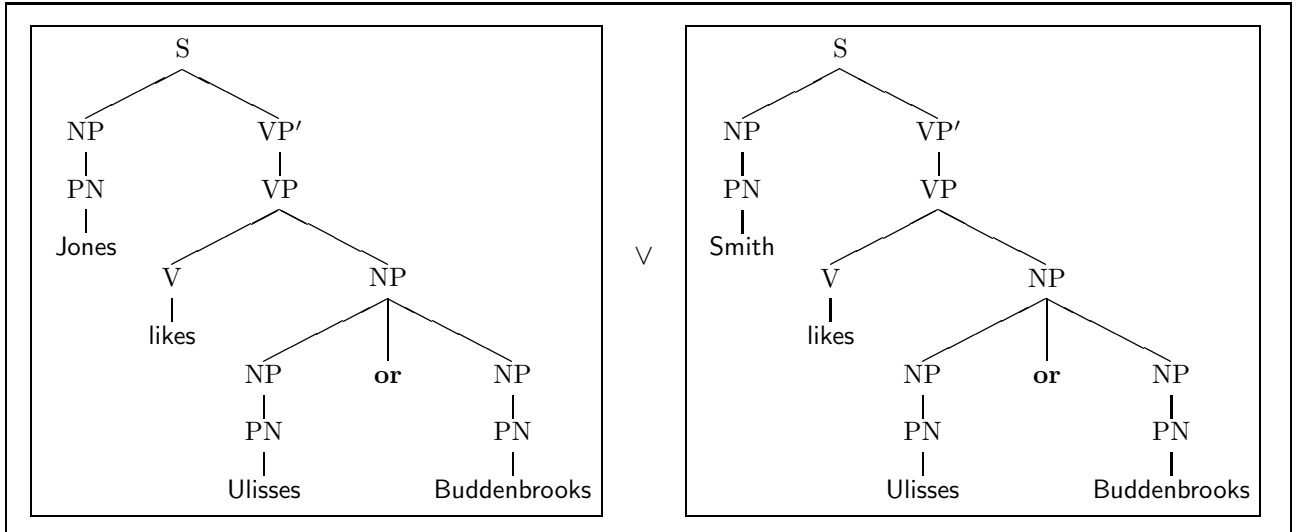 S S
NP VP′ NP VP′
PN VP PN VP
Jones ∨ Smith
V NP V NP
likes likes
NP or NP NP or NP
PN PN PN PN
Ulisses Buddenbrooks Ulisses Buddenbrooks